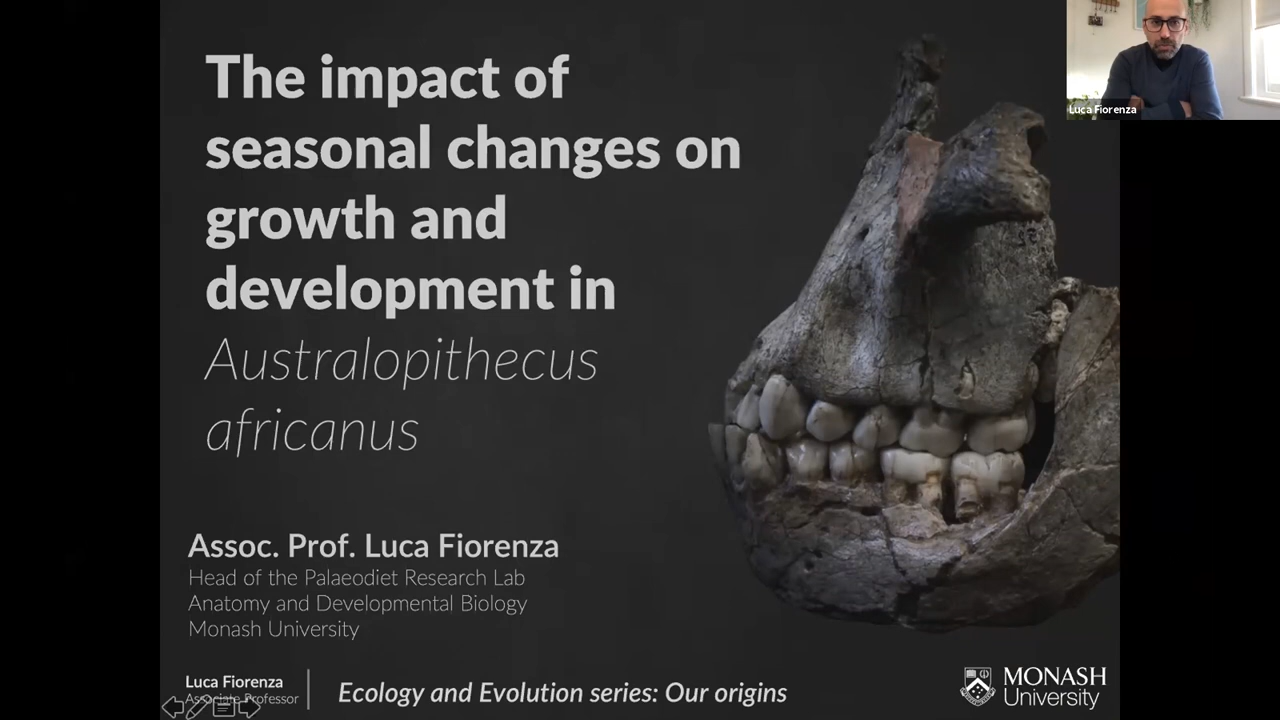 The impact of
seasonal changes on
growth and
development in
Australopithecus
africanus
Assoc. Prof. Luca Fiorenza
Head of the Palaeodiet Research Lab
Anatomy and Developmental Biology
Monash University
Luca Fiorenza
Associate Professor
Ecology and Evolution series: Our origins
MONASH
University
Luca Fiorenza